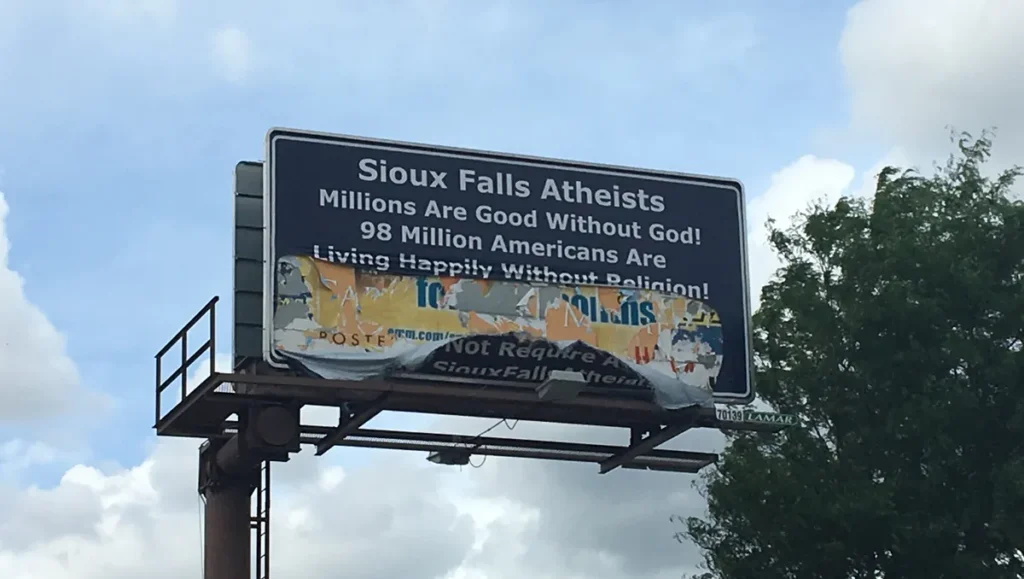 Sioux Falls Atheists
Millions Are Good Without God!
98 Million Americans Are
Living Happily Without Religion!
POSTE
Not Require A
SiouxFalls
70139 LAMAR